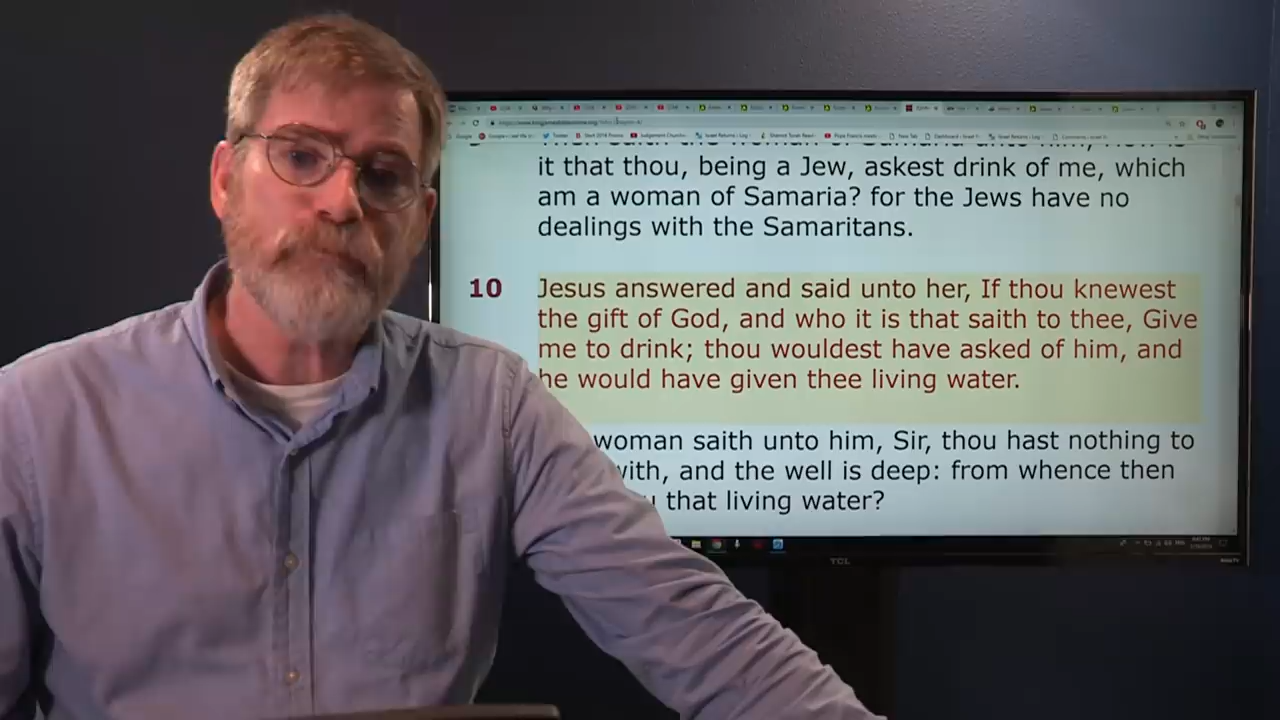 it is that thou, being a Jew, askest drink of me, which
am a woman of Samaria? for the Jews have no
dealings with the Samaritans.
10 Jesus answered and said unto her, If thou knewest
the gift of God, and who it is that saith to thee, Give
me to drink; thou wouldest have asked of him, and
he would have given thee living water.
woman saith unto him, Sir, thou hast nothing to
with, and the well is deep: from whence then
that living water?
TCL